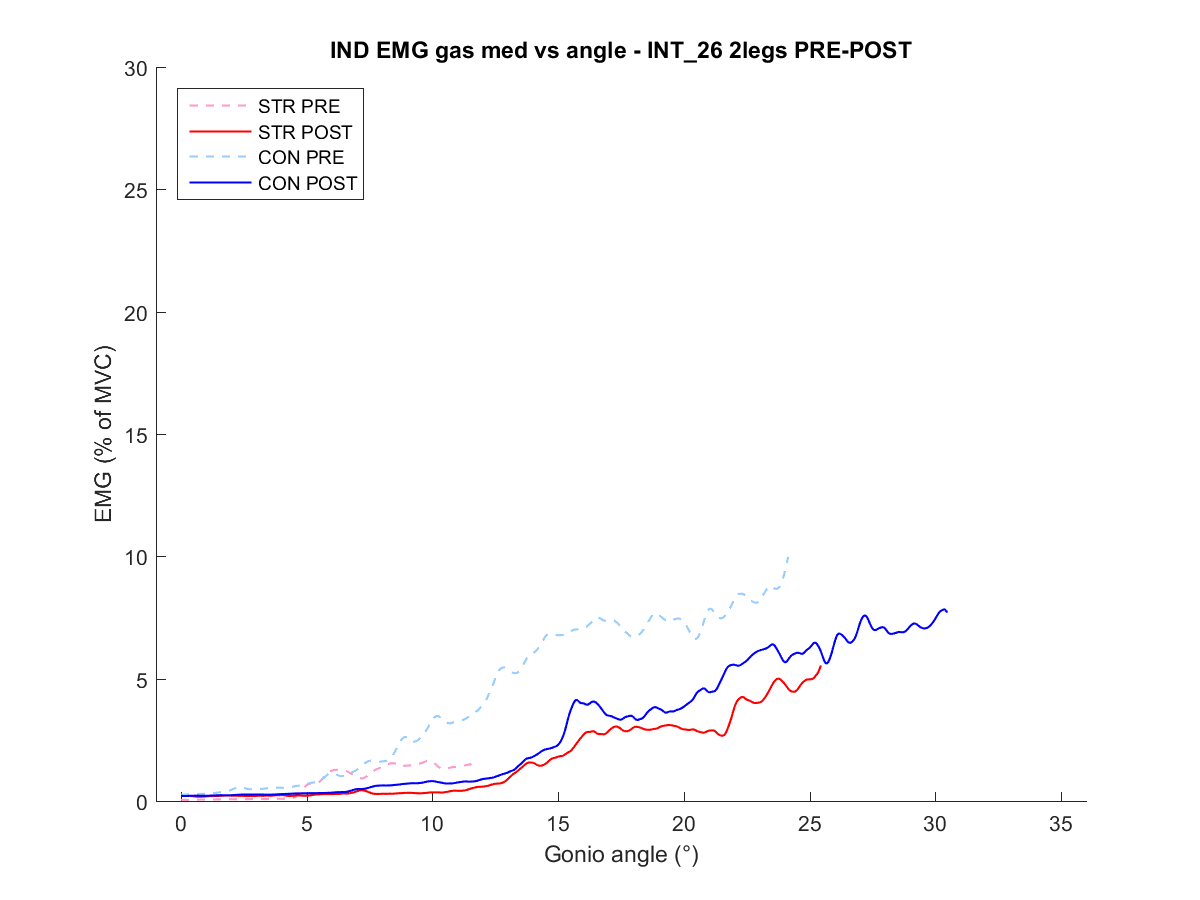 IND EMG gas med vs angle - INT_26 2legs PRE-POST
30
25
20
15
10
5
0
EMG (% of MVC)
STR PRE
STR POST
CON PRE
CON POST
0 5 10 15 20 25 30 35
Gonio angle (°)